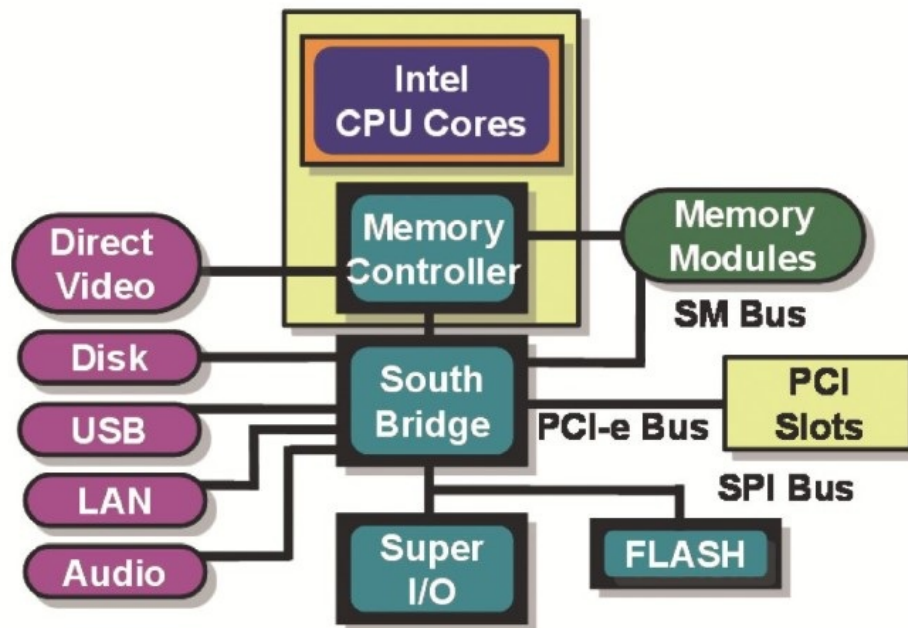 Intel
CPU Cores
Memory
Controller
Memory
Modules
Direct
Video
SM Bus
Disk
South
Bridge
PCI
Slots
USB
PCI-e Bus
LAN
SPI Bus
Audio
Super
I/O
FLASH